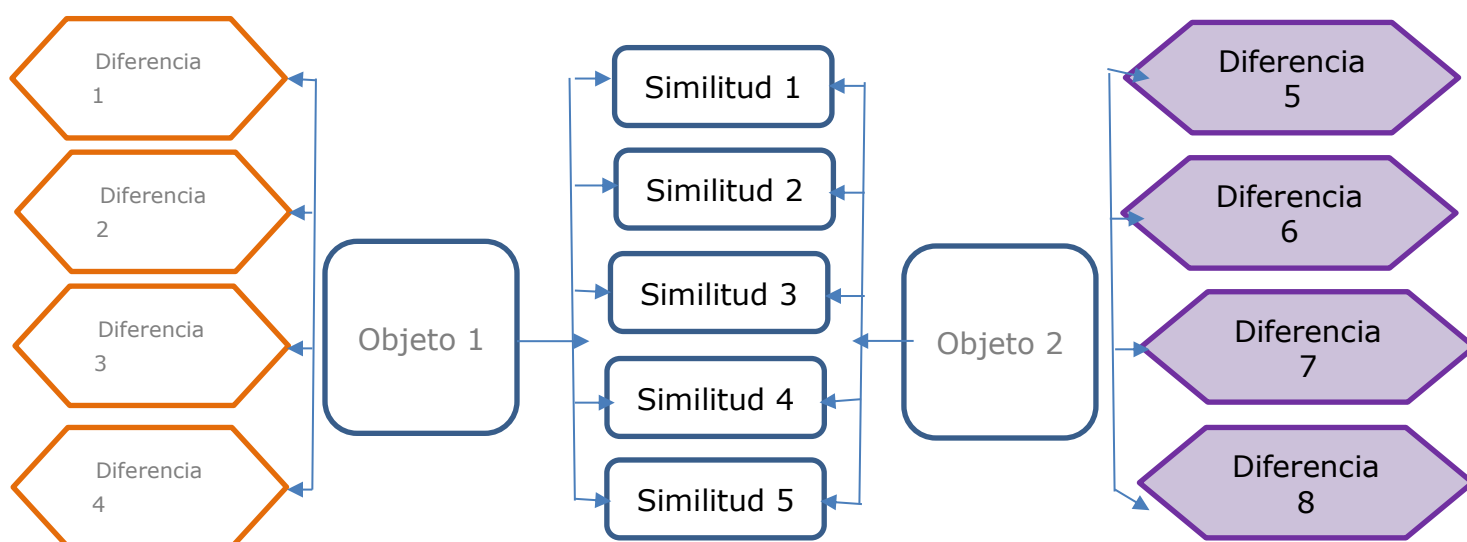 Diferencia
1
Diferencia
2
Diferencia
3
Diferencia
4
Objeto 1
Similitud 1
Similitud 2
Similitud 3
Similitud 4
Similitud 5
Objeto 2
Diferencia
5
Diferencia
6
Diferencia
7
Diferencia
8